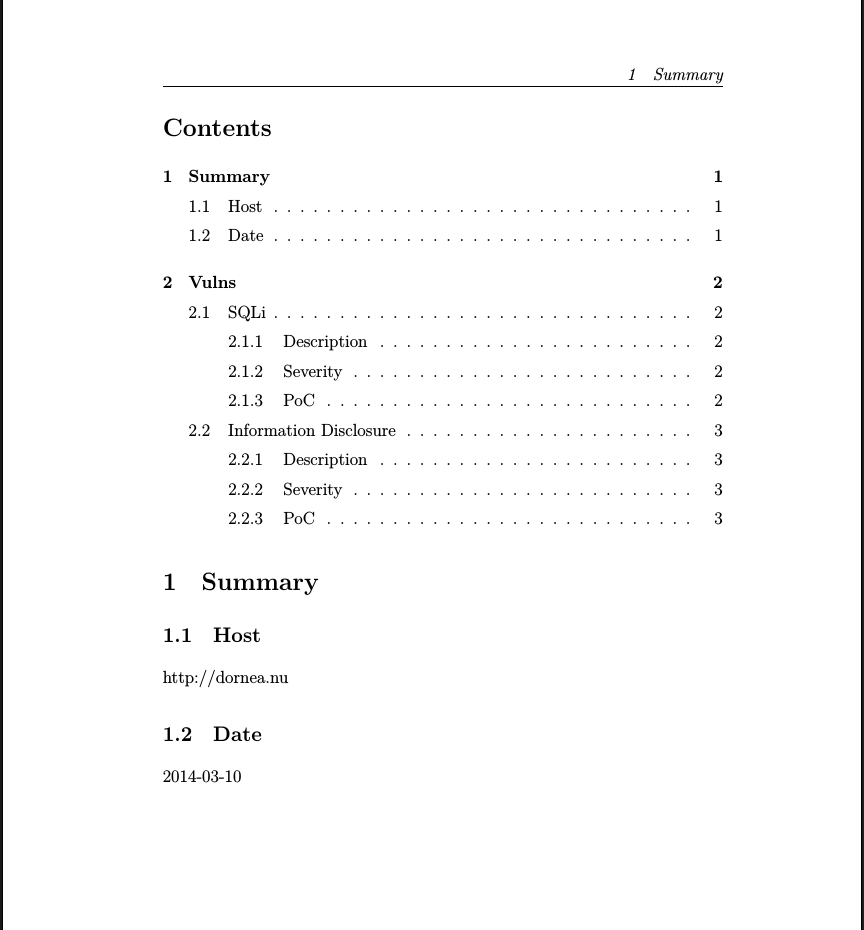 1 Summary
Contents
1 Summary 1
1.1 Host . . . . . . . . . . . . . . . . . . . . . . . . . . . . . . . . 1
1.2 Date . . . . . . . . . . . . . . . . . . . . . . . . . . . . . . . . 1
2 Vulns 2
2.1 SQLi . . . . . . . . . . . . . . . . . . . . . . . . . . . . . . . . 2
2.1.1 Description . . . . . . . . . . . . . . . . . . . . . . . . 2
2.1.2 Severity . . . . . . . . . . . . . . . . . . . . . . . . . . 2
2.1.3 PoC . . . . . . . . . . . . . . . . . . . . . . . . . . . . 2
2.2 Information Disclosure . . . . . . . . . . . . . . . . . . . . . . 3
2.2.1 Description . . . . . . . . . . . . . . . . . . . . . . . . 3
2.2.2 Severity . . . . . . . . . . . . . . . . . . . . . . . . . . 3
2.2.3 PoC . . . . . . . . . . . . . . . . . . . . . . . . . . . . 3
1 Summary
1.1 Host
http://dornea.nu
1.2 Date
2014-03-10